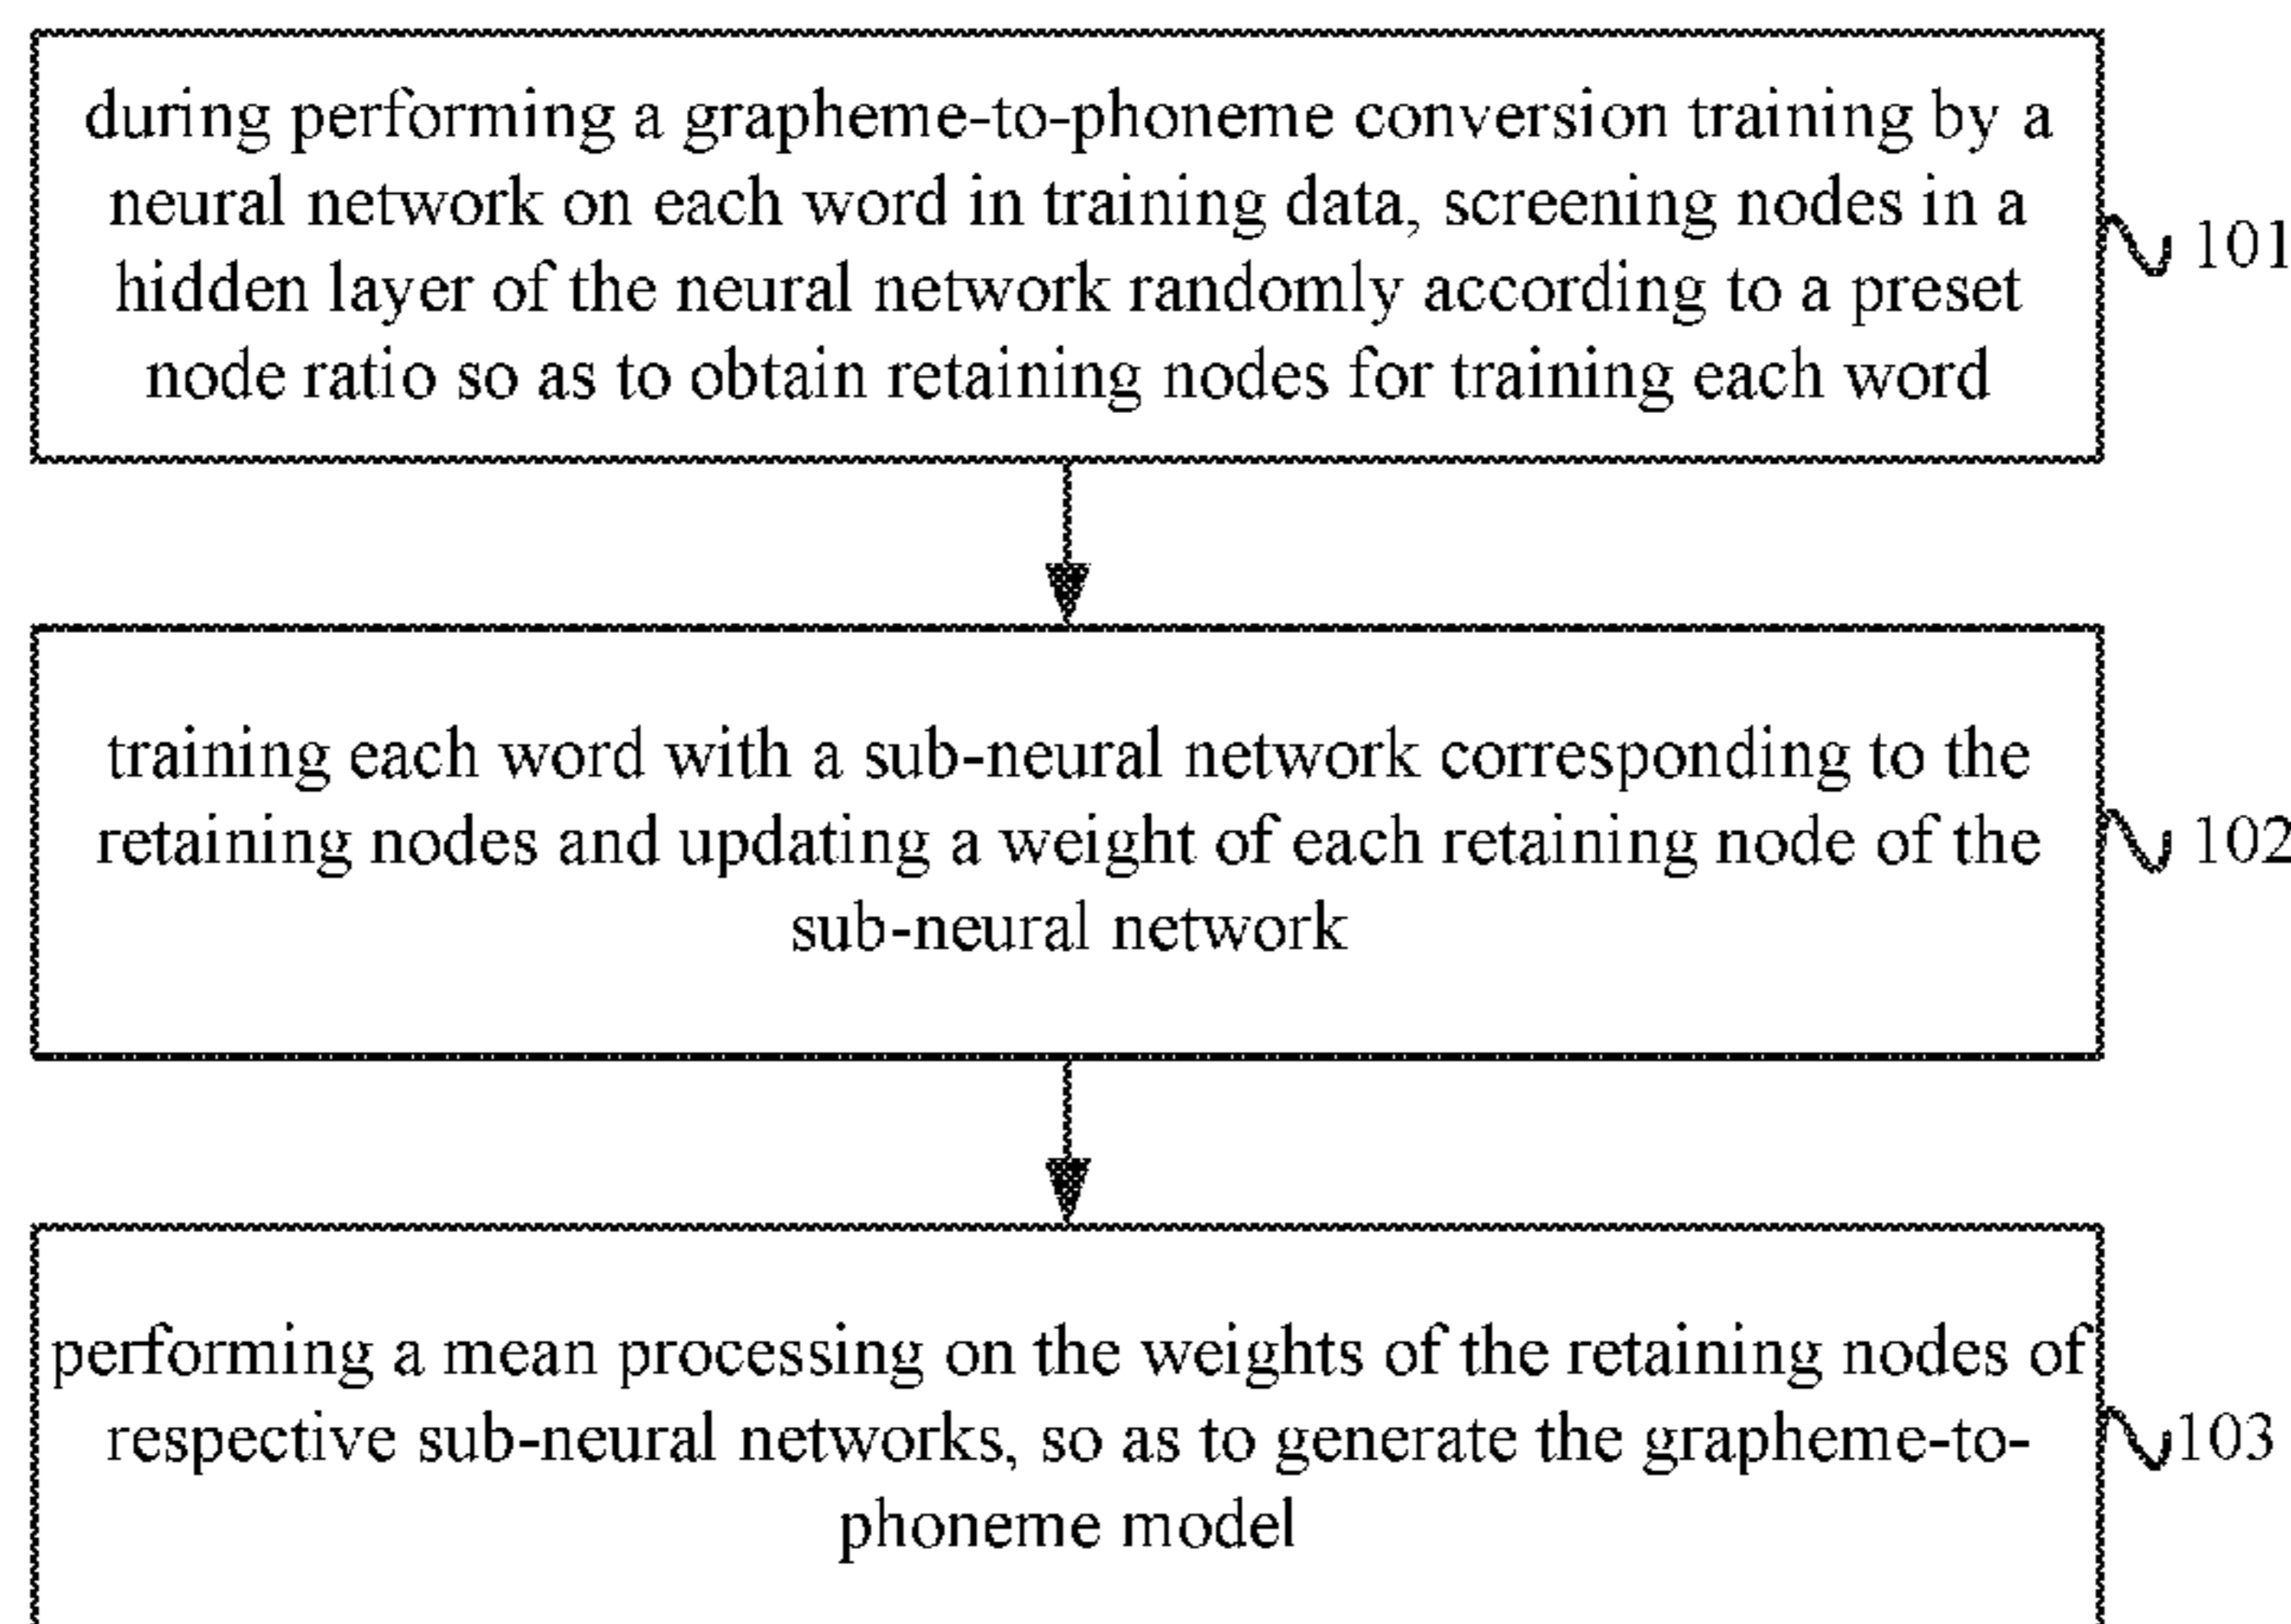 during performing a grapheme-to-phoneme conversion training by a
neural network on each word in training data, screening nodes in a
hidden layer of the neural network randomly according to a preset
node ratio so as to obtain retaining nodes for training each word
101
training each word with a sub-neural network corresponding to the
retaining nodes and updating a weight of each retaining node of the
sub-neural network
102
performing a mean processing on the weights of the retaining nodes of
respective sub-neural networks, so as to generate the grapheme-to-
phoneme model
103